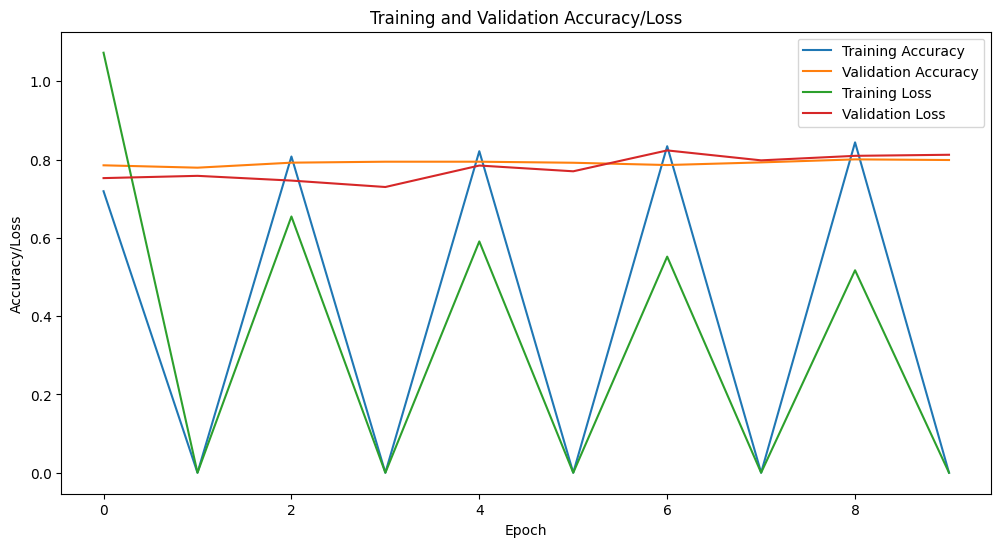 Training and Validation Accuracy/Loss
Training Accuracy
Validation Accuracy
Training Loss
Validation Loss
Accuracy/Loss
1.0
0.8
0.6
0.4
0.2
0.0
0 2 4 6 8
Epoch